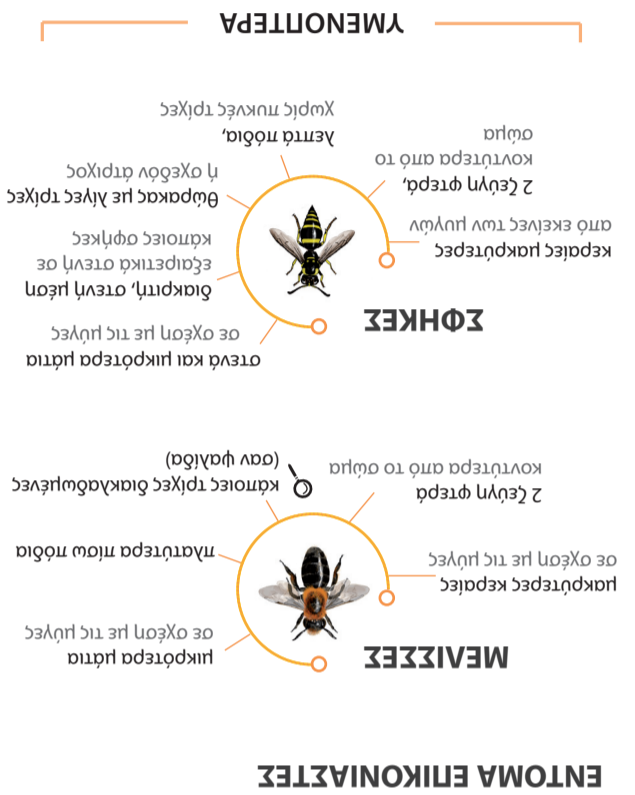 ΕΝΤΟΜΑ ΕΠΙΚΟΝΙΑΣΤΕΣ
ΜΕΛΙΣΣΕΣ
μικρότερα μάτια
σε σχέση με τις μύγες
μακρύτερες κεραίες
σε σχέση με τις μύγες
πλατύτερα πίσω πόδια
2 ζεύγη φτερά
κοντύτερα από το σώμα
κάποιες τρίχες διακλαδωμένες
(σαν ψαλίδα)
ΣΦΗΚΕΣ
στενά και μικρότερα μάτια
σε σχέση με τις μύγες
κεραίες μακρύτερες
από εκείνες των μυγών
διακριτή, στενή μέση
εξαιρετικά στενή σε
κάποιες σφήκες
2 ζεύγη φτερά,
κοντύτερα από το
σώμα
θώρακας με λίγες τρίχες
ή σχεδόν άτριχος
λεπτά πόδια,
χωρίς πυκνές τρίχες
ΥΜΕΝΟΠΤΕΡΑ